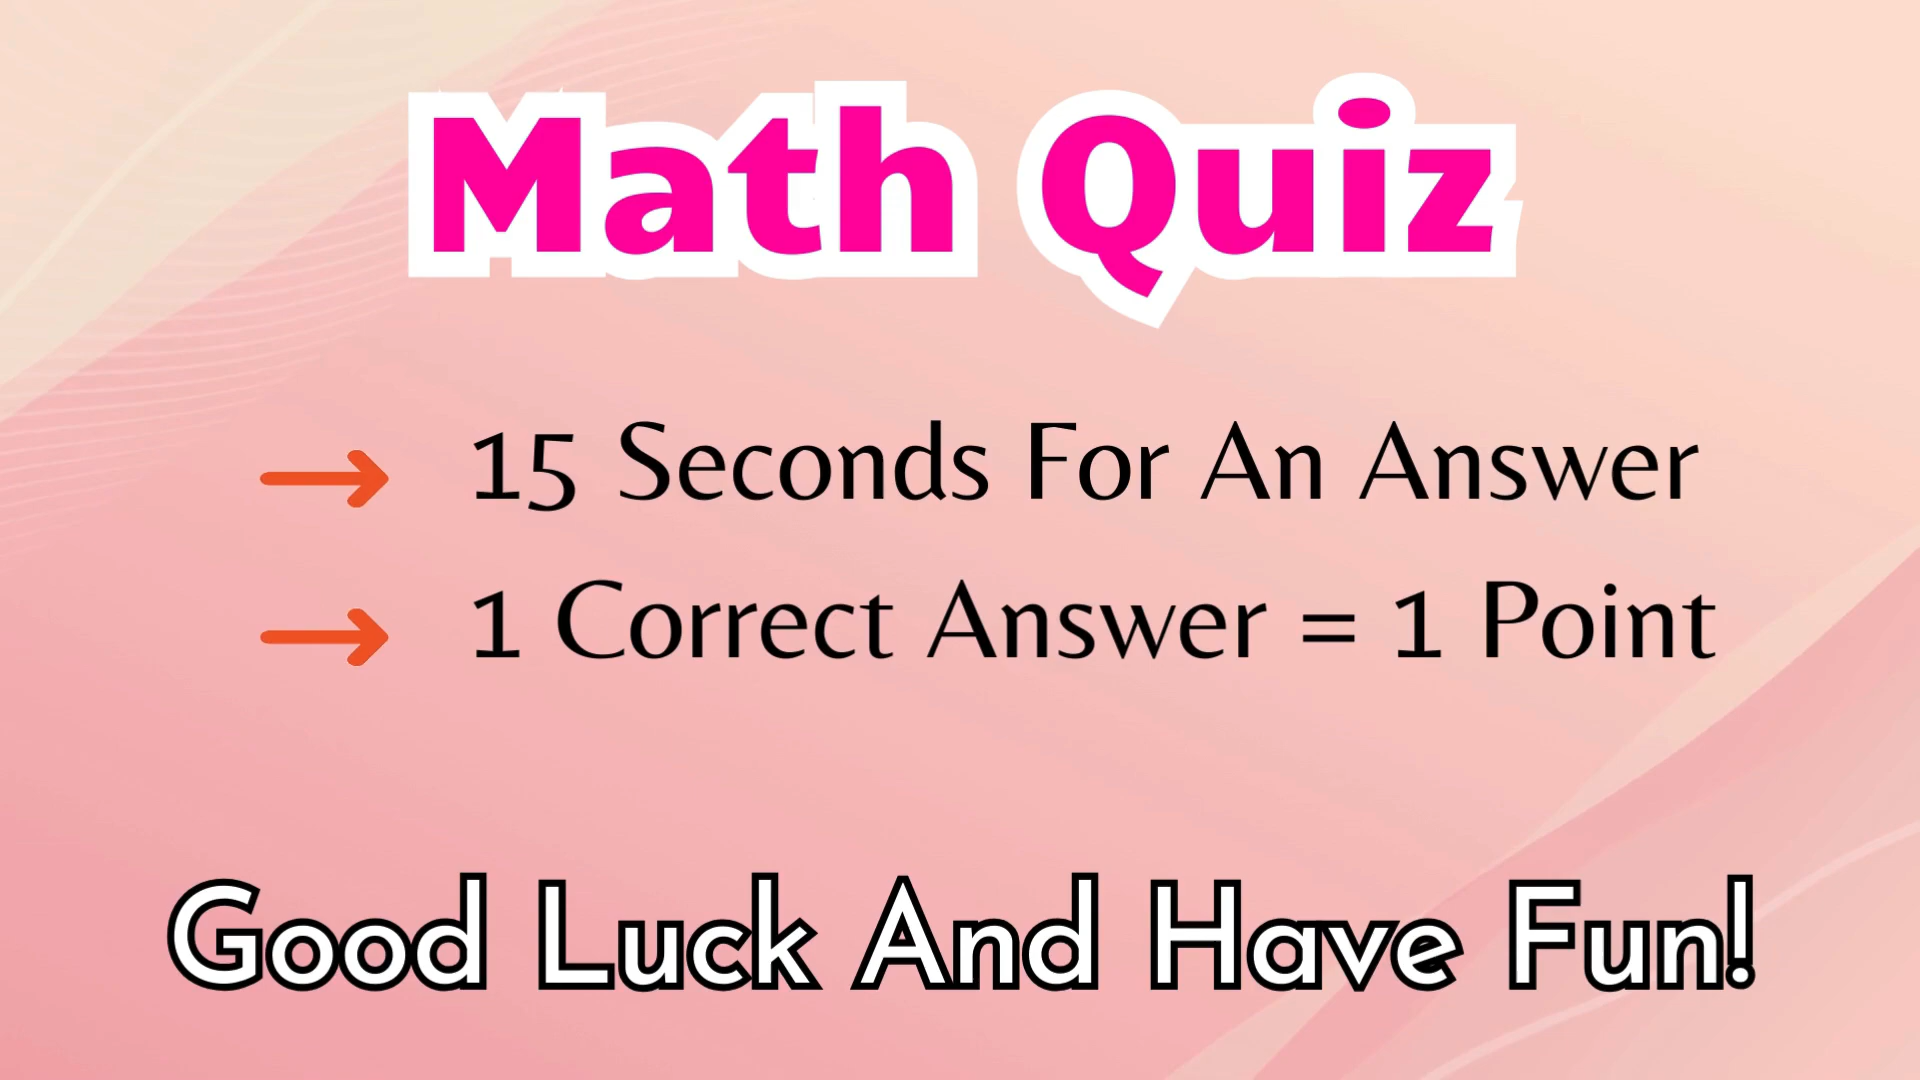 Math Quiz
→ 15 Seconds For An Answer
→ 1 Correct Answer = 1 Point
Good Luck And Have Fun!